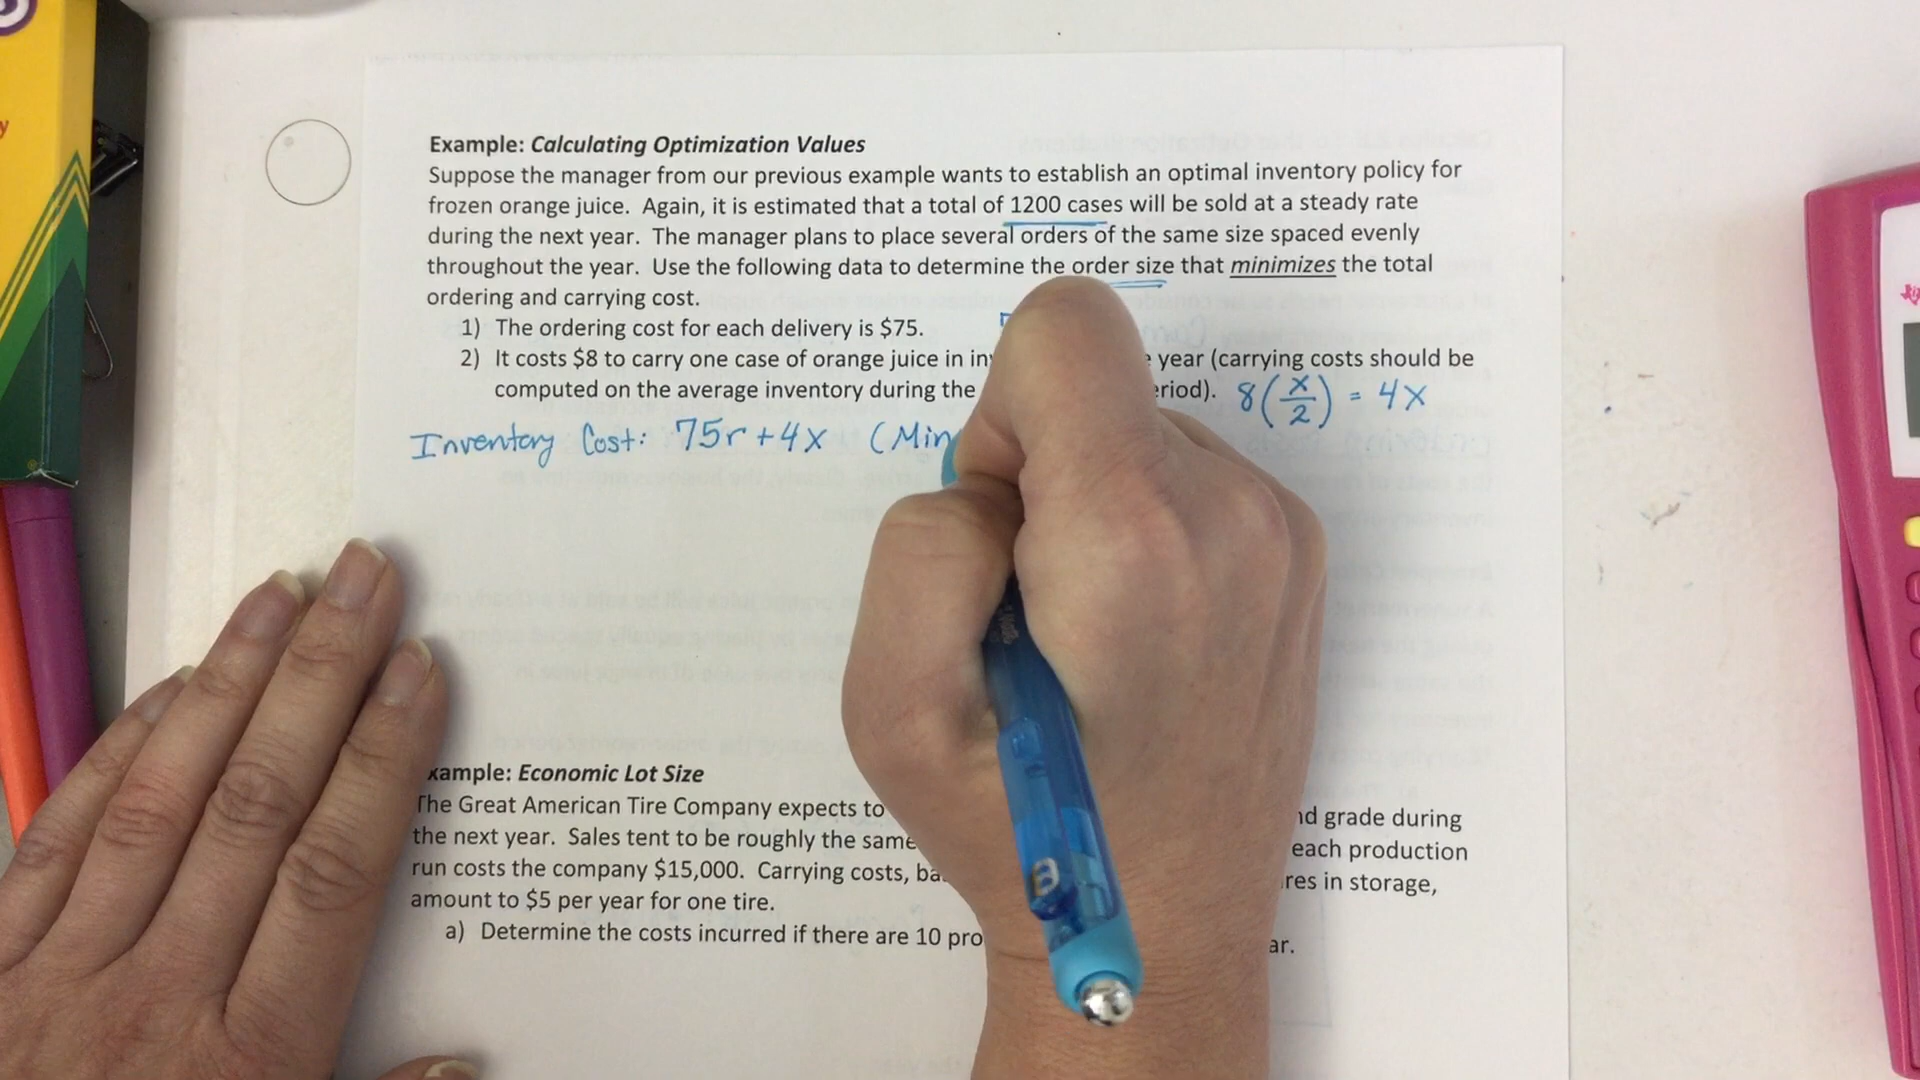 Example: Calculating Optimization Values
Suppose the manager from our previous example wants to establish an optimal inventory policy for
frozen orange juice. Again, it is estimated that a total of 1200 cases will be sold at a steady rate
during the next year. The manager plans to place several orders of the same size spaced evenly
throughout the year. Use the following data to determine the order size that minimizes the total
ordering and carrying cost.
1) The ordering cost for each delivery is $75.
2) It costs $8 to carry one case of orange juice in year (carrying costs should be
computed on the average inventory during the 8(x/2) = 4x
Inventory Cost: 75r + 4x (Min
xample: Economic Lot Size
The Great American Tire Company expects to grade during
the next year. Sales tent to be roughly the same each production
run costs the company $15,000. Carrying costs, in storage,
amount to $5 per year for one tire.
a) Determine the costs incurred if there are 10 pro